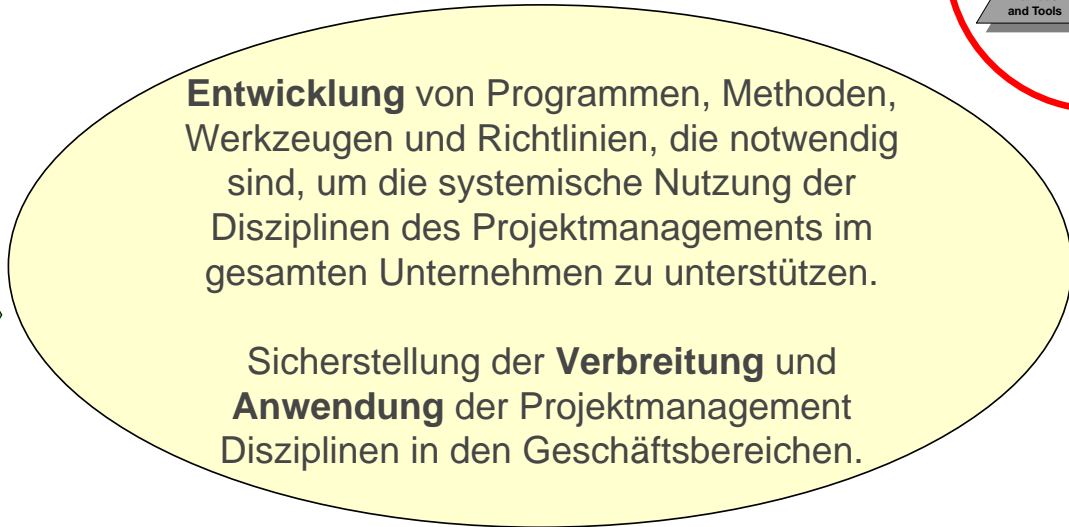 and Tools
Entwicklung von Programmen, Methoden,
Werkzeugen und Richtlinien, die notwendig
sind, um die systemische Nutzung der
Disziplinen des Projektmanagements im
gesamten Unternehmen zu unterstützen.
Sicherstellung der Verbreitung und
Anwendung der Projektmanagement
Disziplinen in den Geschäftsbereichen.